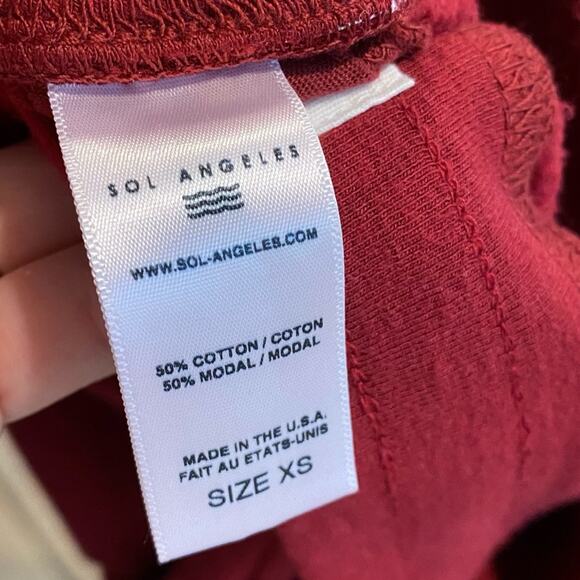 SOL ANGELES
WWW.SOL-ANGELES.COM
50% COTTON / COTON
50% MODAL / MODAL
MADE IN THE U.S.A.
FAIT AU ETATS-UNIS
SIZE XS